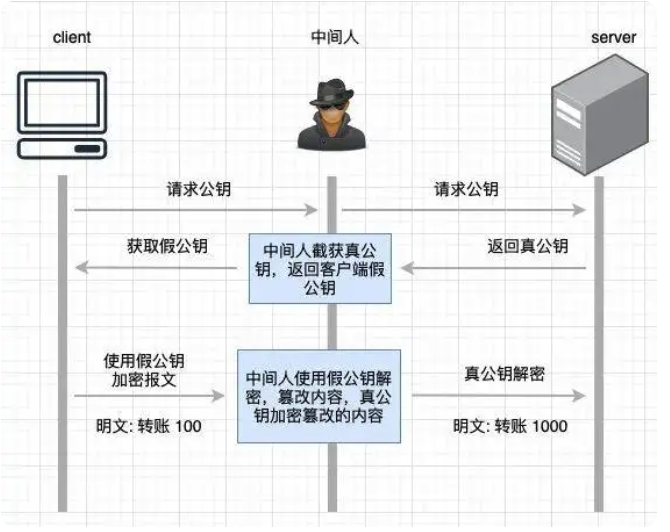 client
中间人
server
请求公钥
请求公钥
获取假公钥
中间人截获真公
钥，返回客户端假
公钥
返回真公钥
使用假公钥
加密报文
明文: 转账 100
中间人使用假公钥解
密，篡改内容，真公
钥加密篡改的内容
真公钥解密
明文: 转账 1000